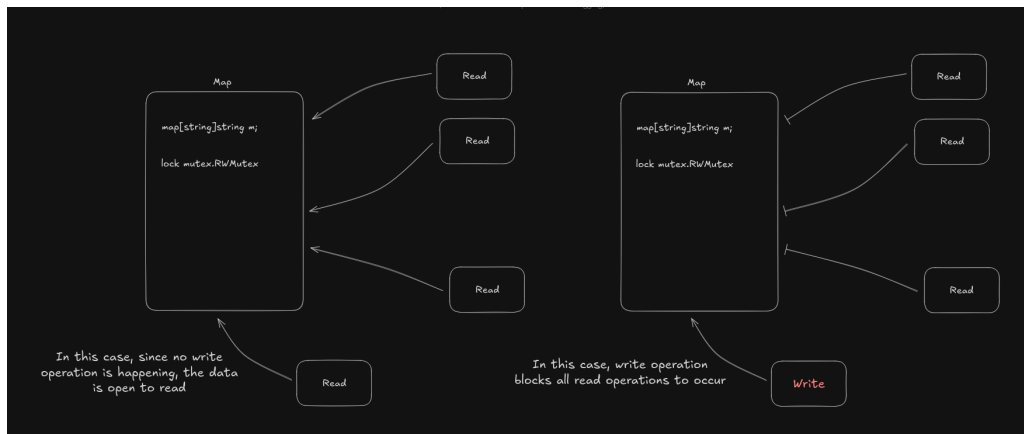 Map
Read
map[string]string m;
Read
lock mutex.RWMutex
Read
In this case, since no write
operation is happening, the data
is open to read
Read
Map
Read
map[string]string m;
Read
lock mutex.RWMutex
Read
In this case, write operation
blocks all read operations to occur
Write